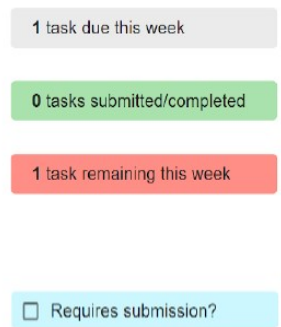 1 task due this week
0 tasks submitted/completed
1 task remaining this week
Requires submission?